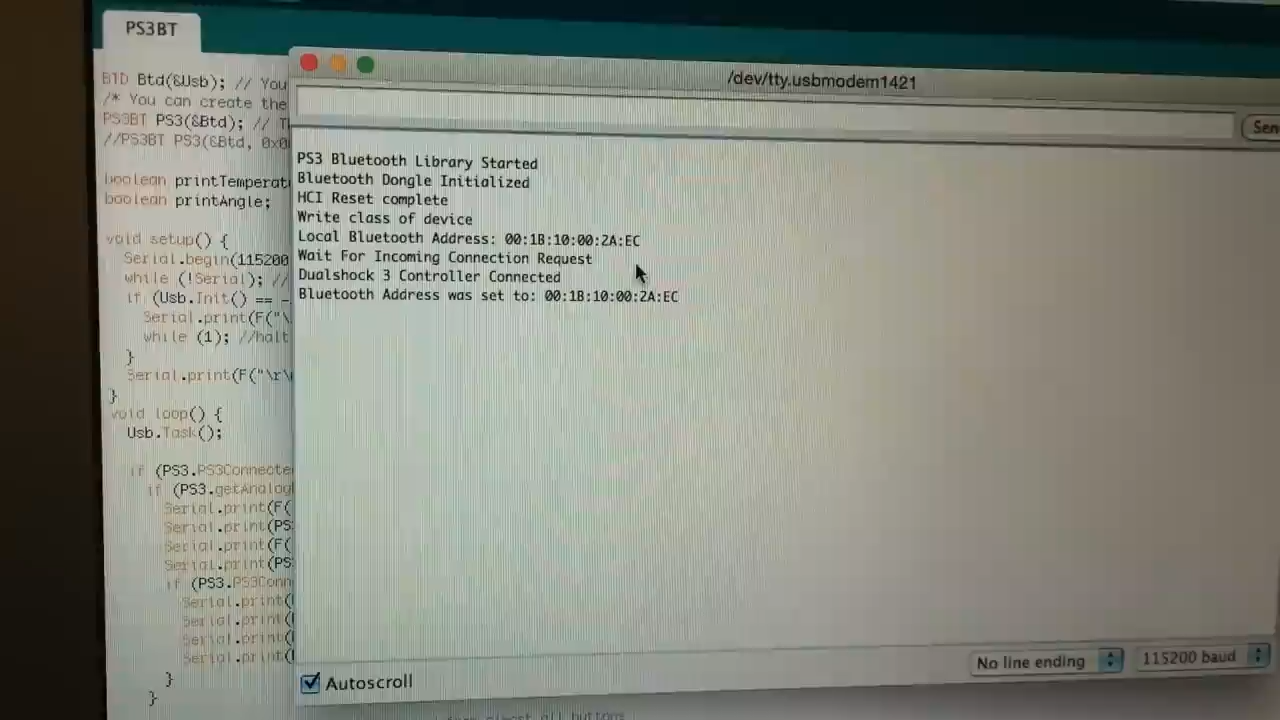 PS3BT
BTD Btd(&Usb); // You
/* You can create the
PS3BT PS3(&Btd); // T
//PS3BT PS3(&Btd, 0x0
boolean printTemperat
boolean printAngle;
void setup() {
Serial.begin(115200
while (!Serial); //
if (Usb.Init() == -
Serial.print(F("\
while (1); //halt
}
Serial.print(F("\r\
}
void loop() {
Usb.Task();
if (PS3.PS3Connecte
if (PS3.getAnalog
Serial.print(F(
Serial.print(PS
Serial.print(F(
Serial.print(PS
if (PS3.PS3Conn
Serial.print(
Serial.print(
Serial.print(
Serial.print(
}
}
/dev/tty.usbmodem1421
Sen
PS3 Bluetooth Library Started
Bluetooth Dongle Initialized
HCI Reset complete
Write class of device
Local Bluetooth Address: 00:1B:10:00:2A:EC
Wait For Incoming Connection Request
Dualshock 3 Controller Connected
Bluetooth Address was set to: 00:1B:10:00:2A:EC
Autoscroll
No line ending
115200 baud
almost all buttons